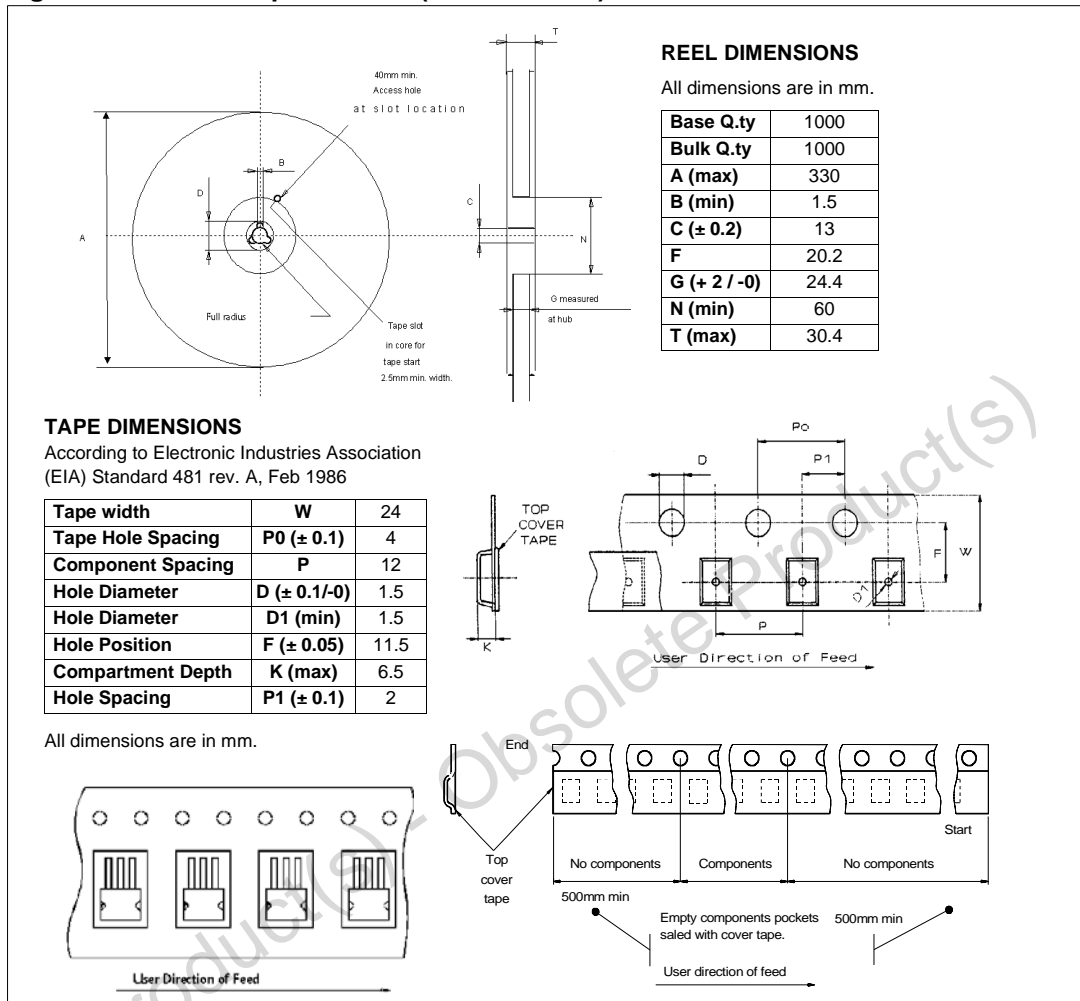 T
REEL DIMENSIONS
All dimensions are in mm.
Base Q.ty 1000
Bulk Q.ty 1000
A (max) 330
B (min) 1.5
C (± 0.2) 13
F 20.2
G (+ 2 / -0) 24.4
N (min) 60
T (max) 30.4
40mm min.
Access hole
at slot location
B
D
C
A
N
G measured
at hub
Full radius
Tape slot
in core for
tape start
2.5mm min. width.
TAPE DIMENSIONS
According to Electronic Industries Association
(EIA) Standard 481 rev. A, Feb 1986
Tape width W 24
Tape Hole Spacing P0 (± 0.1) 4
Component Spacing P 12
Hole Diameter D (± 0.1/-0) 1.5
Hole Diameter D1 (min) 1.5
Hole Position F (± 0.05) 11.5
Compartment Depth K (max) 6.5
Hole Spacing P1 (± 0.1) 2
All dimensions are in mm.
Po
D
P1
TOP
COVER
TAPE
F
W
D1
K
P
User Direction of Feed
End
Start
Top
cover
tape
No components
Components
No components
500mm min
Empty components pockets
saled with cover tape.
500mm min
User direction of feed
User Direction of Feed
Product(s) - Obsolete Product(s)